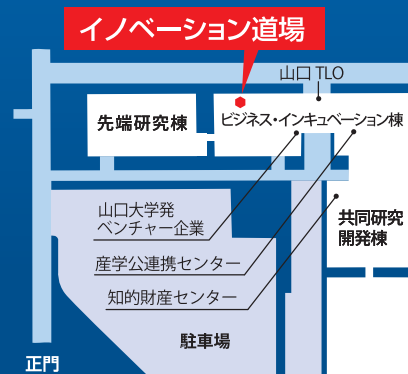 イノベーション道場
山口 TLO
先端研究棟
ビジネス・インキュベーション棟
山口大学発
ベンチャー企業
共同研究
開発棟
産学公連携センター
知的財産センター
駐車場
正門